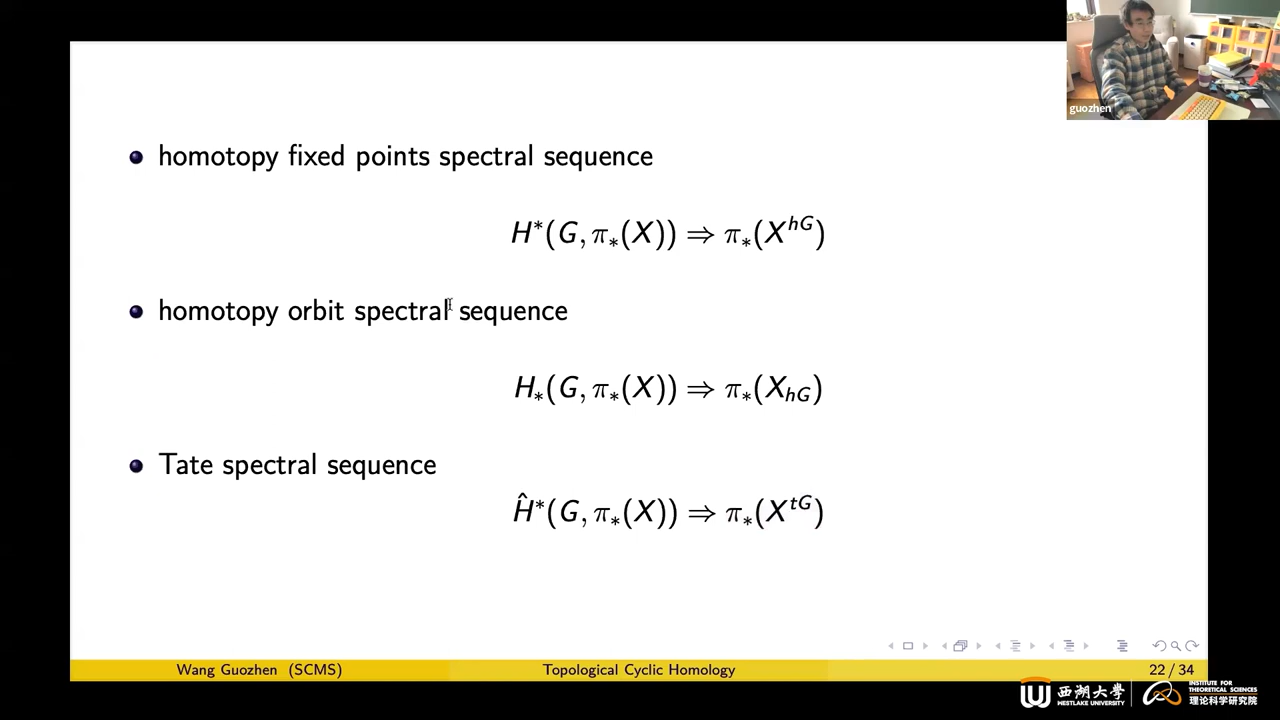 guozhen
• homotopy fixed points spectral sequence
H*(G, π∗(X)) ⇒ π∗(X^{hG})
• homotopy orbit spectral sequence
H∗(G, π∗(X)) ⇒ π∗(X_{hG})
• Tate spectral sequence
Ĥ*(G, π∗(X)) ⇒ π∗(X^{tG})
Wang Guozhen (SCMS) Topological Cyclic Homology 22 / 34
西湖大学 WESTLAKE UNIVERSITY
INSTITUTE FOR THEORETICAL SCIENCES
理论科学研究院